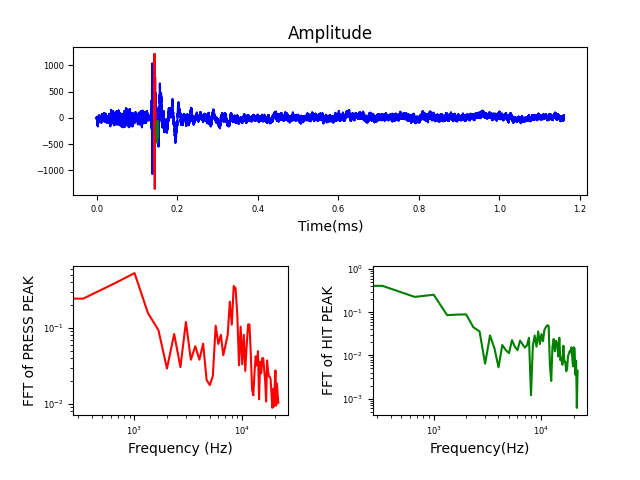 Amplitude
1000
500
0
−500
−1000
0.0 0.2 0.4 0.6 0.8 1.0 1.2
Time(ms)
FFT of PRESS PEAK
10⁻¹
10⁻²
10³ 10⁴
Frequency (Hz)
FFT of HIT PEAK
10⁰
10⁻¹
10⁻²
10⁻³
10³ 10⁴
Frequency(Hz)